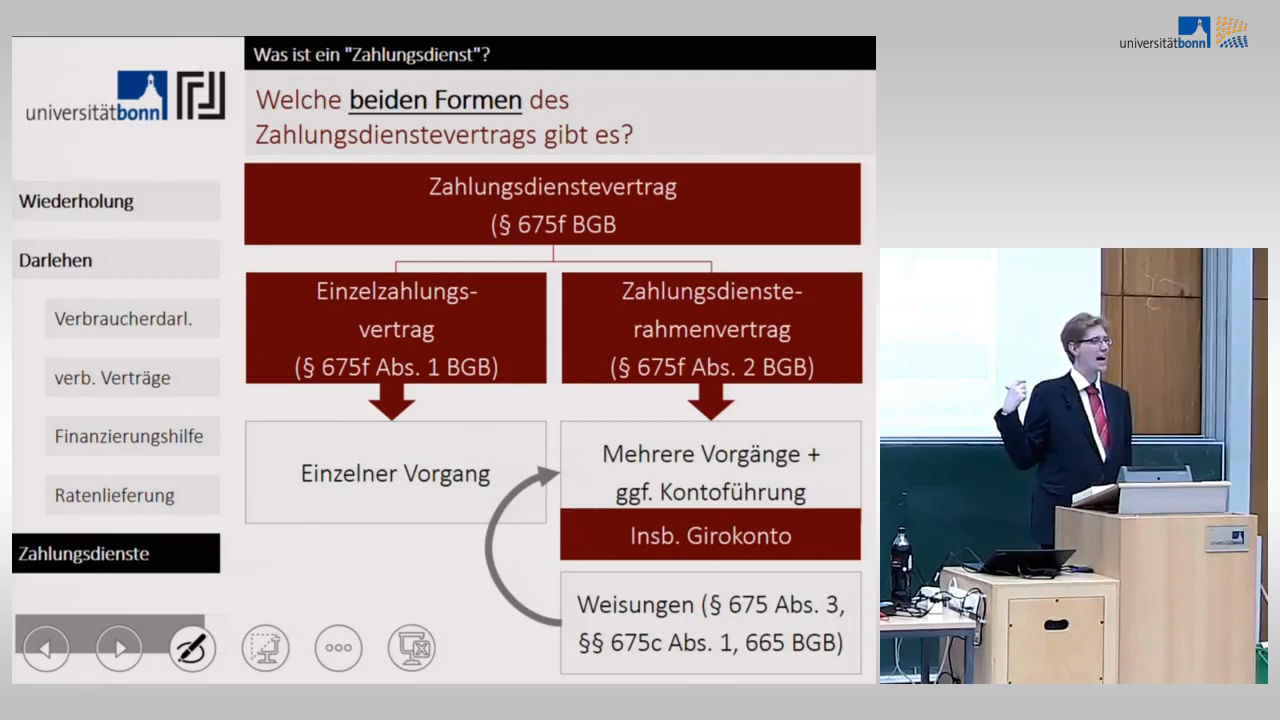 universitätbonn
Was ist ein "Zahlungsdienst"?
universitätbonn
Welche beiden Formen des
Zahlungsdienstevertrags gibt es?
Wiederholung
Darlehen
Verbraucherdarl.
verb. Verträge
Finanzierungshilfe
Ratenlieferung
Zahlungsdienste
Zahlungsdienstevertrag
(§ 675f BGB
Einzelzahlungs-
vertrag
(§ 675f Abs. 1 BGB)
Zahlungsdienste-
rahmenvertrag
(§ 675f Abs. 2 BGB)
Einzelner Vorgang
Mehrere Vorgänge +
ggf. Kontoführung
Insb. Girokonto
Weisungen (§ 675 Abs. 3,
§§ 675c Abs. 1, 665 BGB)